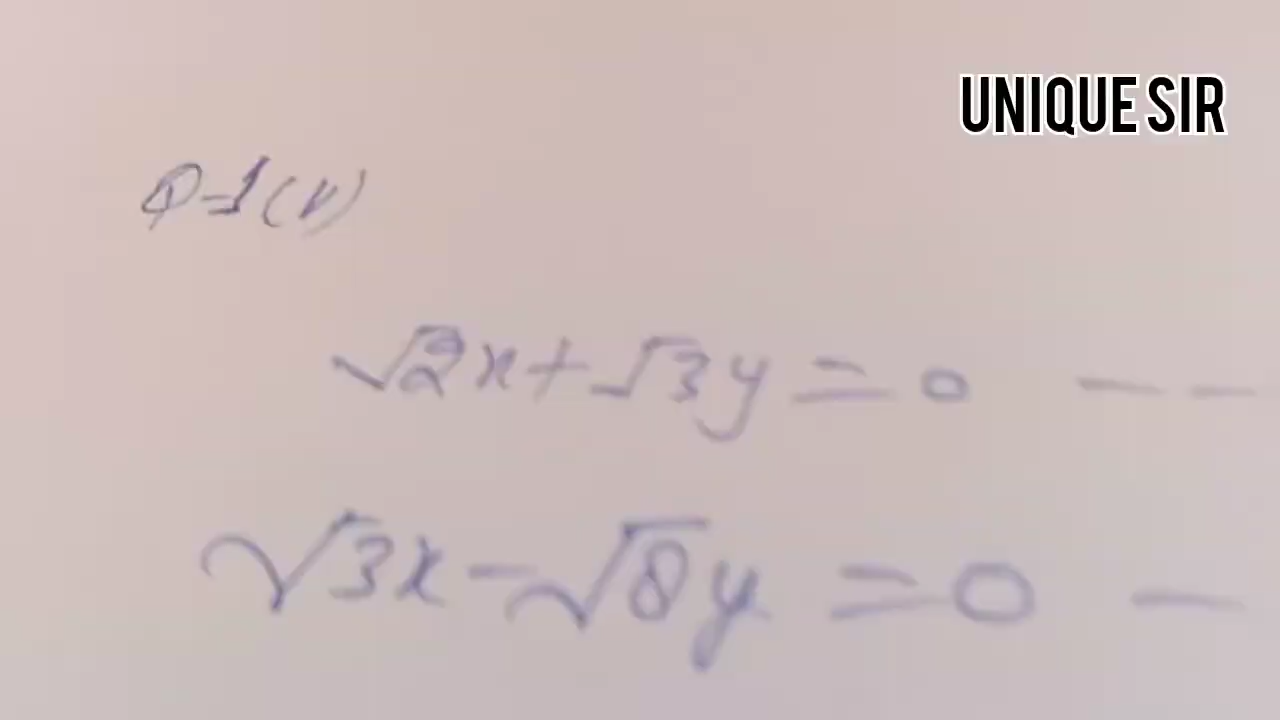 UNIQUE SIR
Q-1(V)
√2x+√3y=0 --
√3x-√8y=0 -